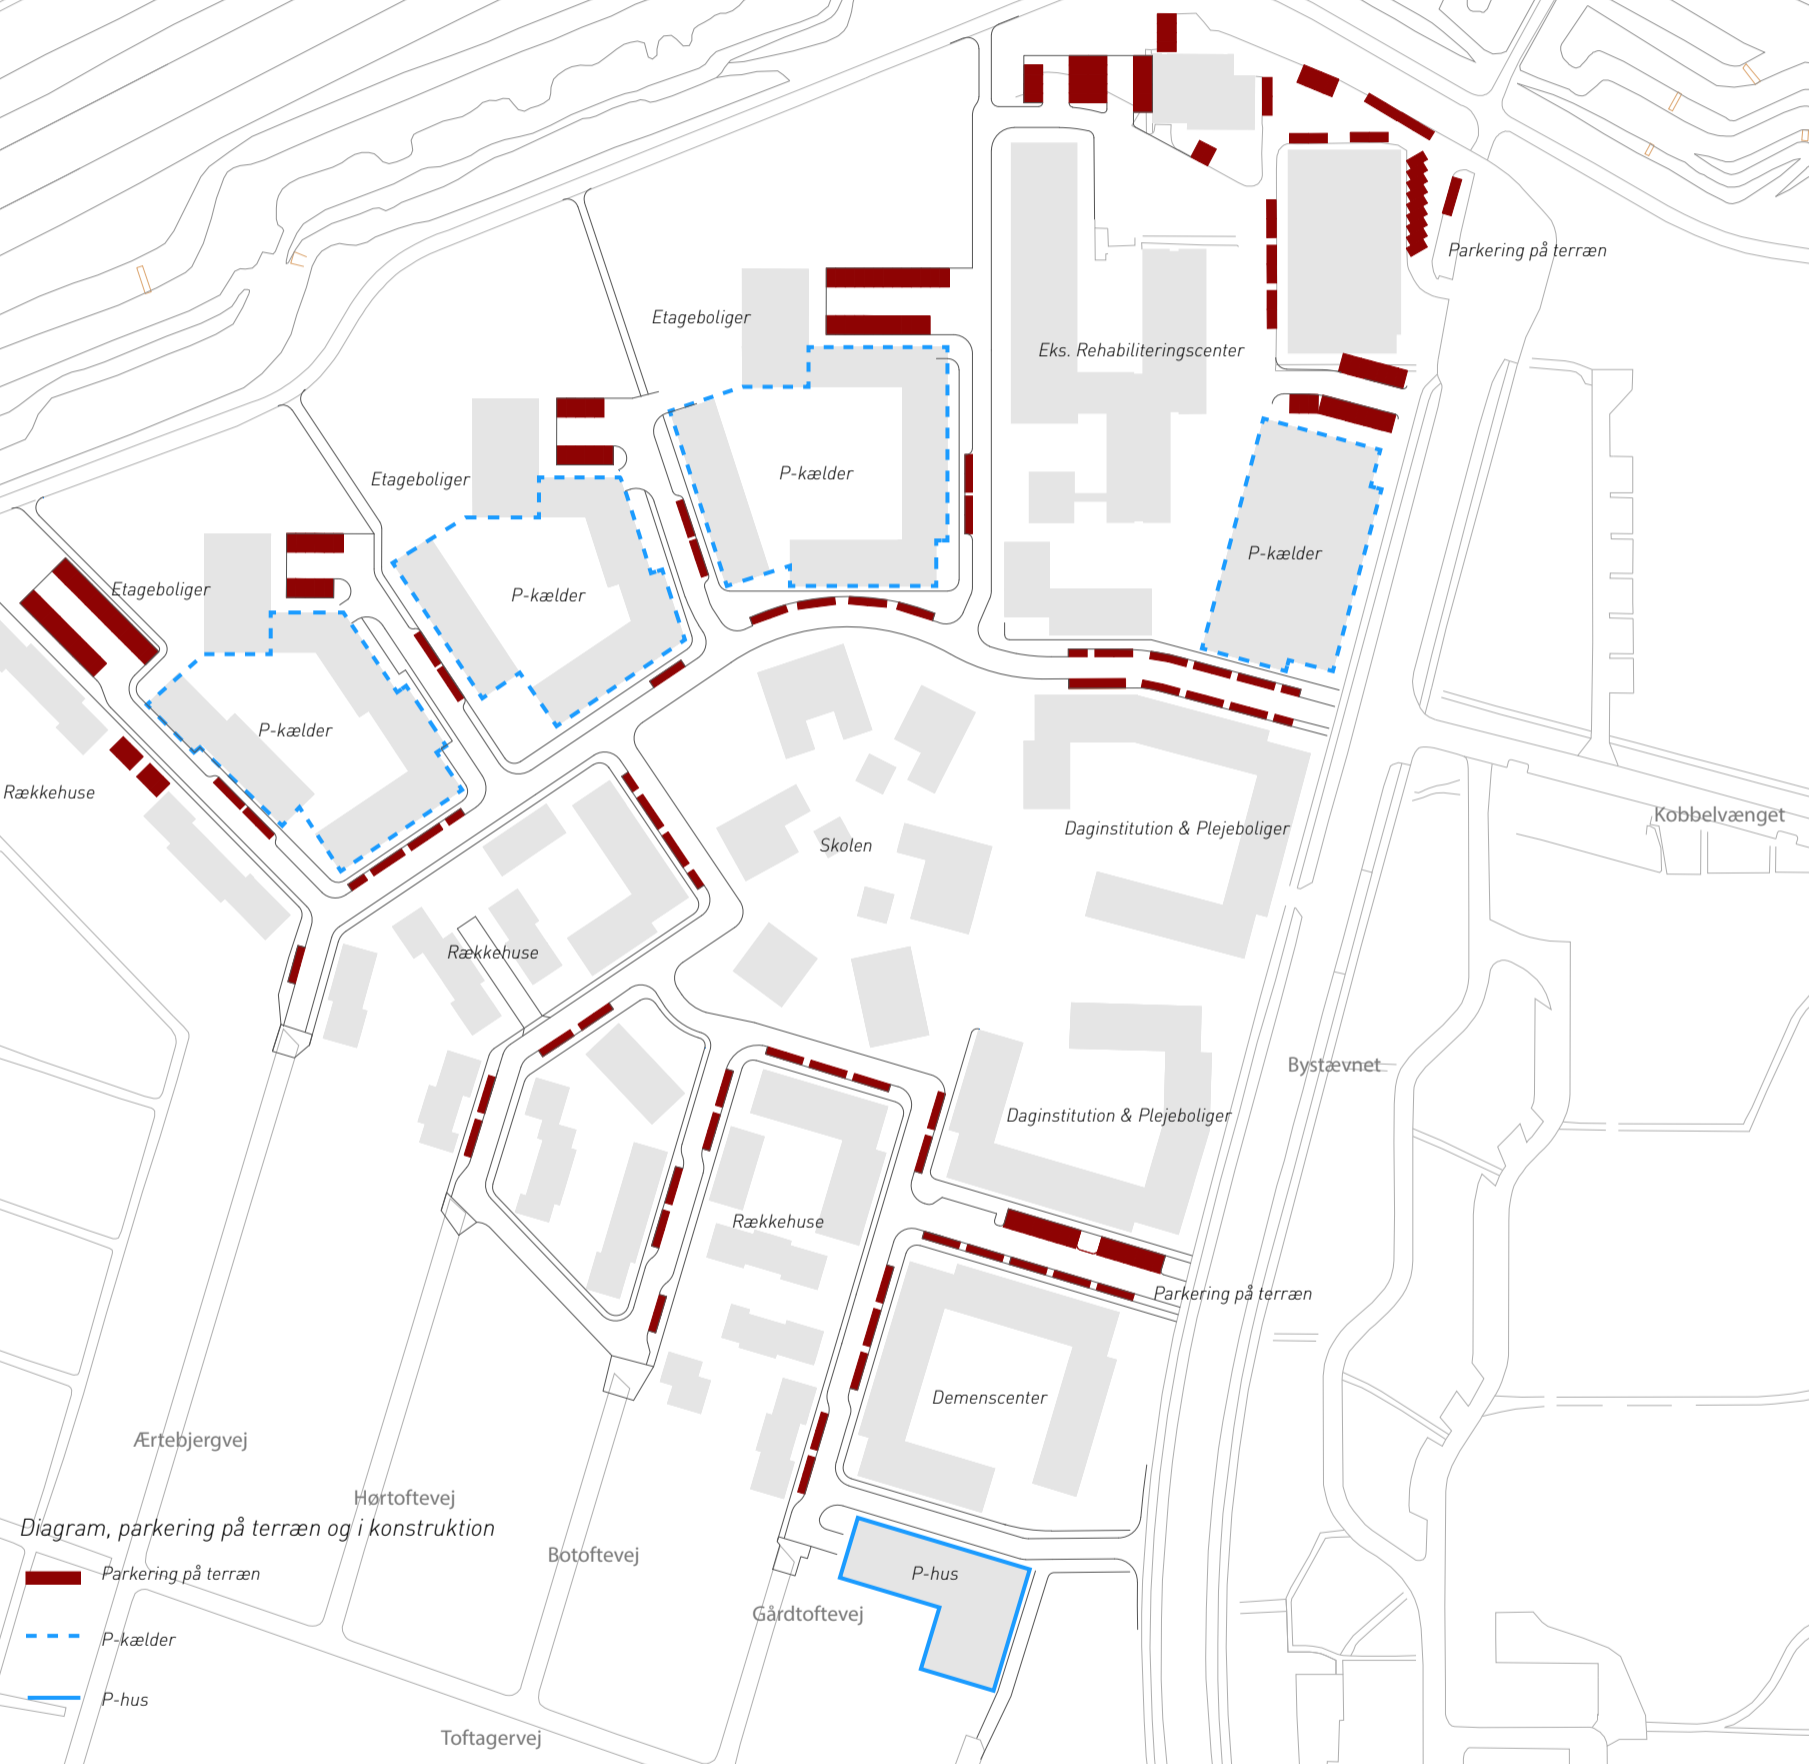 Parkering på terræn
Etageboliger
Eks. Rehabiliteringscenter
Etageboliger
P-kælder
P-kælder
Etageboliger
P-kælder
P-kælder
Rækkehuse
Kobbelvænget
Daginstitution & Plejeboliger
Skolen
Rækkehuse
Bystævnet
Daginstitution & Plejeboliger
Rækkehuse
Parkering på terræn
Demenscenter
Ærtebjergvej
Hørtoftevej
Diagram, parkering på terræn og i konstruktion
Botoftevej
Parkering på terræn
P-hus
Gårdtoftevej
P-kælder
P-hus
Toftagervej